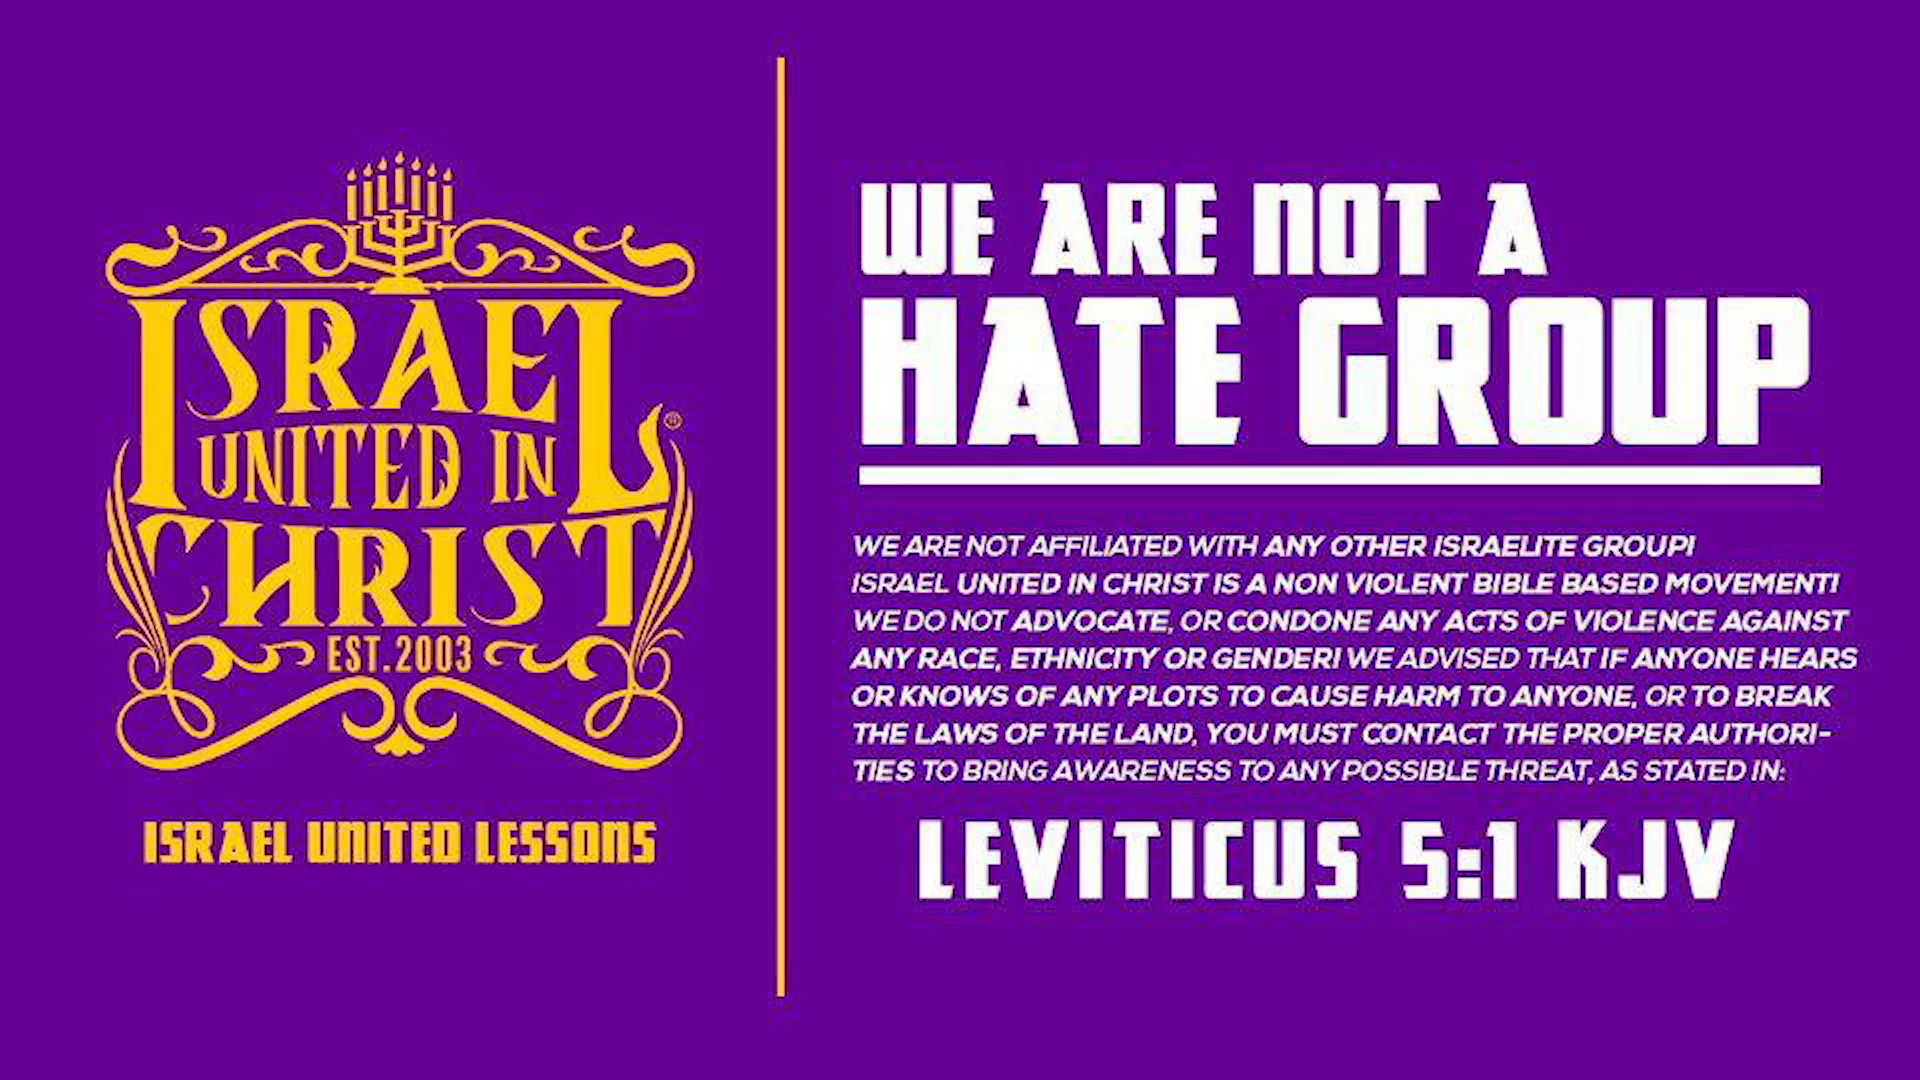 ISRAEL
UNITED IN
CHRIST
®
EST.2003
ISRAEL UNITED LESSONS
WE ARE NOT A
HATE GROUP
WE ARE NOT AFFILIATED WITH ANY OTHER ISRAELITE GROUP!
ISRAEL UNITED IN CHRIST IS A NON VIOLENT BIBLE BASED MOVEMENT!
WE DO NOT ADVOCATE, OR CONDONE ANY ACTS OF VIOLENCE AGAINST
ANY RACE, ETHNICITY OR GENDER! WE ADVISED THAT IF ANYONE HEARS
OR KNOWS OF ANY PLOTS TO CAUSE HARM TO ANYONE, OR TO BREAK
THE LAWS OF THE LAND, YOU MUST CONTACT THE PROPER AUTHORI-
TIES TO BRING AWARENESS TO ANY POSSIBLE THREAT, AS STATED IN:
LEVITICUS 5:1 KJV